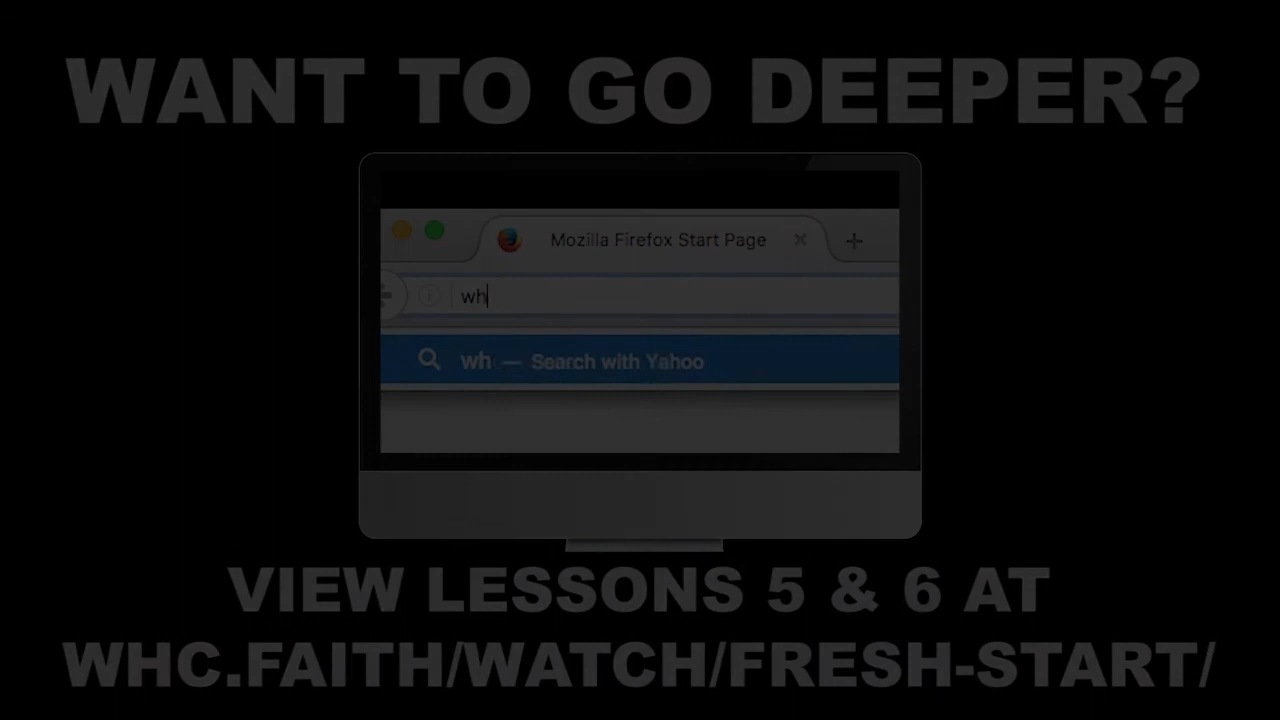 WANT TO GO DEEPER?
Mozilla Firefox Start Page
wh
wh — Search with Yahoo
VIEW LESSONS 5 & 6 AT
WHC.FAITH/WATCH/FRESH-START/